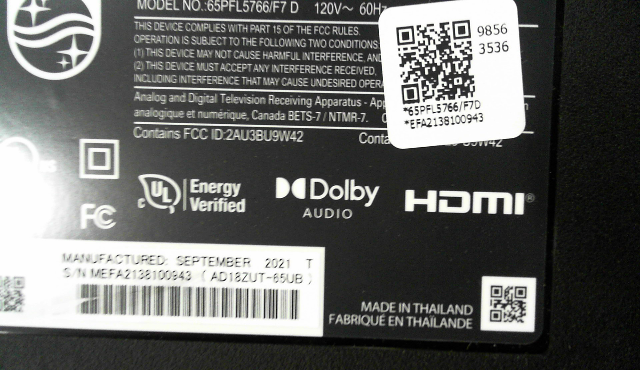 MODEL NO.:65PFL5766/F7 D 120V~ 60Hz
THIS DEVICE COMPLIES WITH PART 15 OF THE FCC RULES.
OPERATION IS SUBJECT TO THE FOLLOWING TWO CONDITIONS:
(1) THIS DEVICE MAY NOT CAUSE HARMFUL INTERFERENCE, AND
(2) THIS DEVICE MUST ACCEPT ANY INTERFERENCE RECEIVED,
INCLUDING INTERFERENCE THAT MAY CAUSE UNDESIRED
Analog and Digital Television Receiving Apparatus -
analogique et numérique, Canada BETS-7 / NTMR-7.
Contains FCC ID:2AU3BU9W42
9856
3536
*65PFL5766/F7D
*EFA2138100943
UL Energy
Verified
Dolby
AUDIO
HDMI®
FC
MANUFACTURED: SEPTEMBER 2021 T
S/N MEFA2138100943 ( AD18ZUT-65UB )
MADE IN THAILAND
FABRIQUÉ EN THAÏLANDE